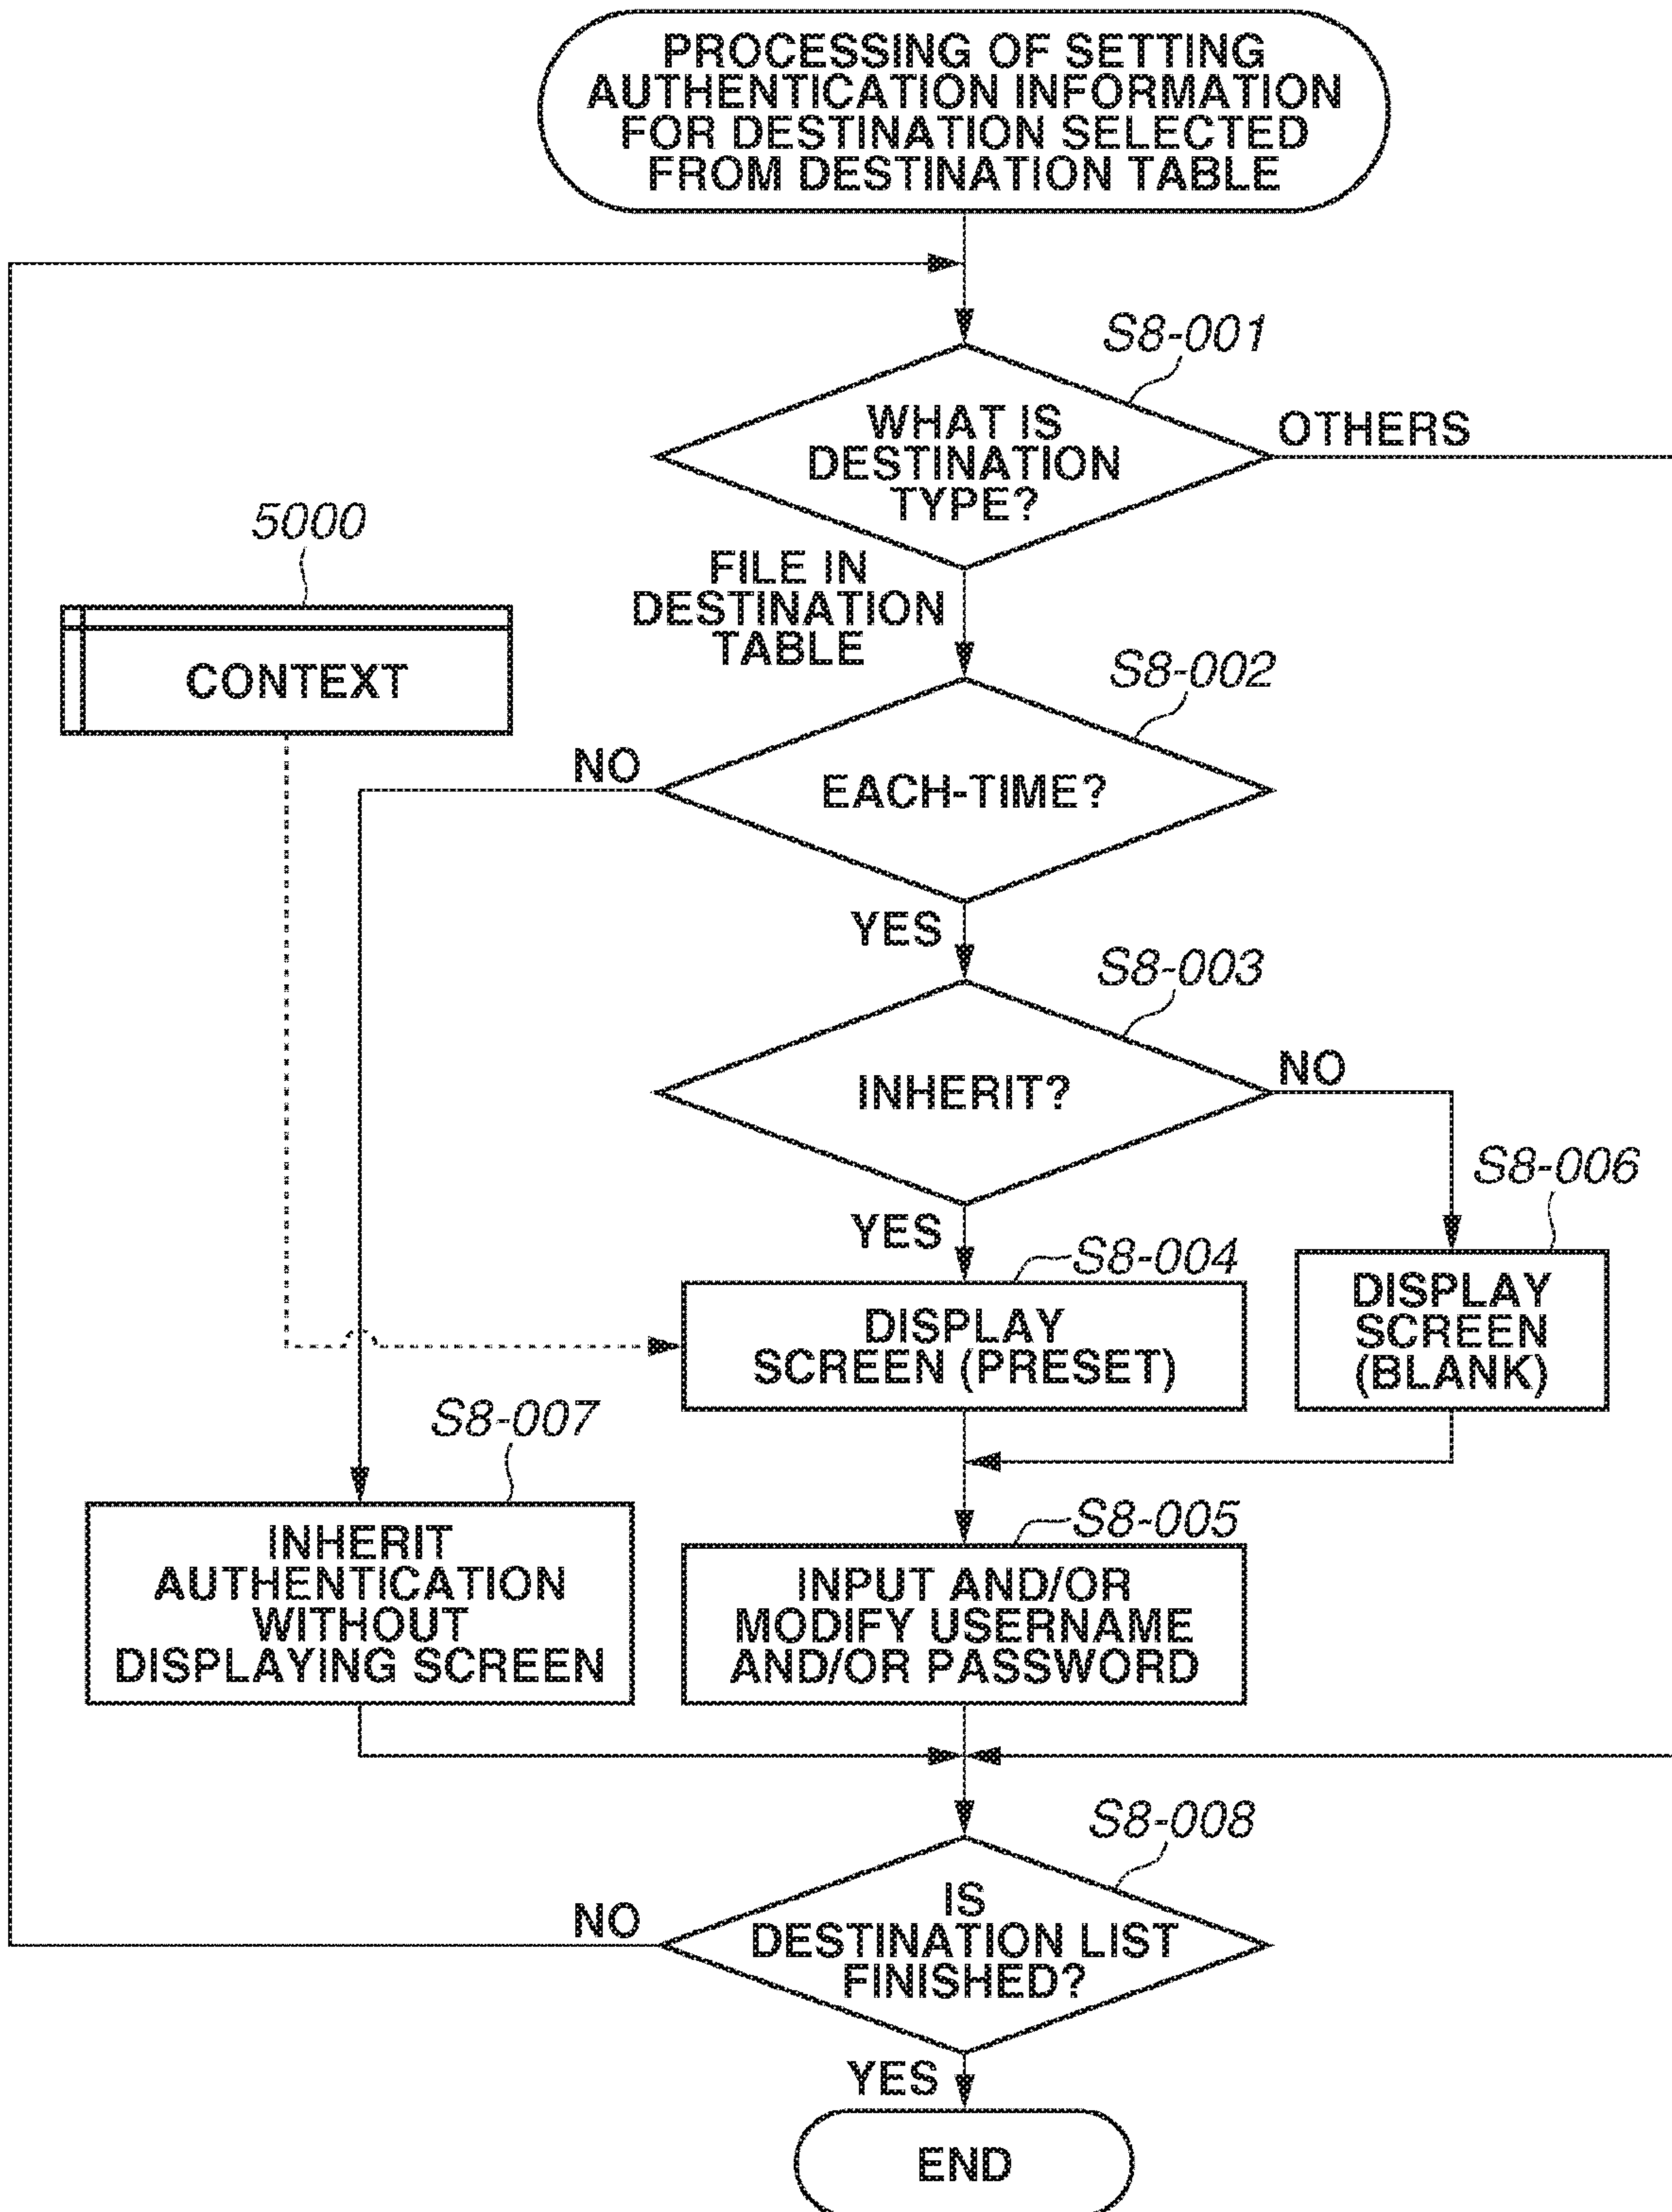 PROCESSING OF SETTING
AUTHENTICATION INFORMATION
FOR DESTINATION SELECTED
FROM DESTINATION TABLE
S8-001
WHAT IS
DESTINATION
TYPE?
OTHERS
5000
CONTEXT
FILE IN
DESTINATION
TABLE
S8-002
NO
EACH-TIME?
YES
S8-003
INHERIT?
NO
YES
S8-006
DISPLAY
SCREEN
(BLANK)
S8-004
DISPLAY
SCREEN (PRESET)
S8-007
INHERIT
AUTHENTICATION
WITHOUT
DISPLAYING SCREEN
S8-005
INPUT AND/OR
MODIFY USERNAME
AND/OR PASSWORD
S8-008
NO
IS
DESTINATION LIST
FINISHED?
YES
END